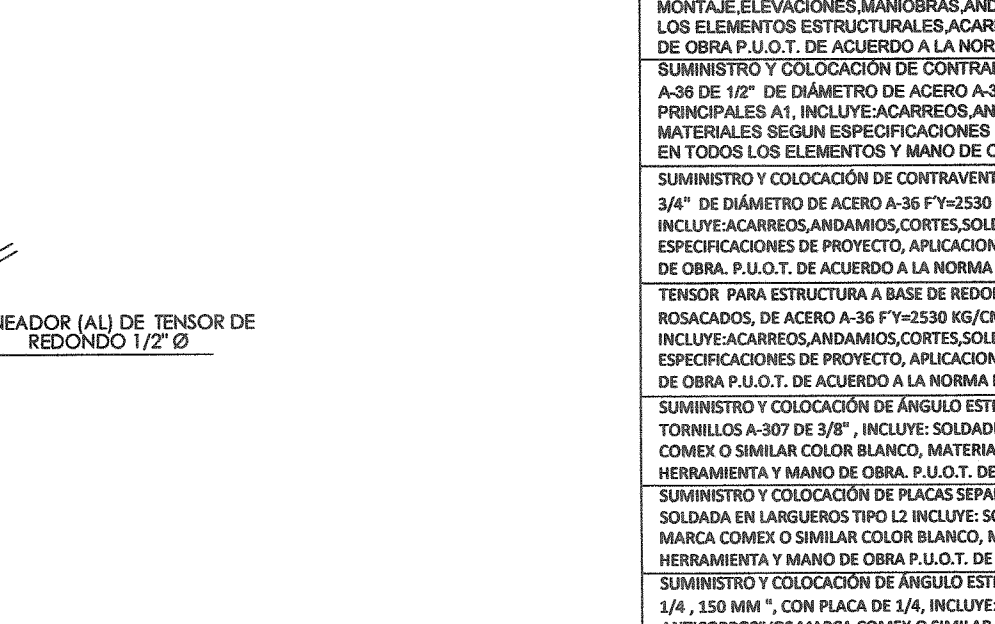 NEADOR (AL) DE TENSOR DE
REDONDO 1/2" Ø
MONTAJE,ELEVACIONES,MANIOBRAS,AND
LOS ELEMENTOS ESTRUCTURALES,ACAR
DE OBRA P.U.O.T. DE ACUERDO A LA NOR
SUMINISTRO Y COLOCACIÓN DE CONTRA
A-36 DE 1/2" DE DIÁMETRO DE ACERO A-3
PRINCIPALES A1, INCLUYE:ACARREOS,AN
MATERIALES SEGUN ESPECIFICACIONES
EN TODOS LOS ELEMENTOS Y MANO DE O
SUMINISTRO Y COLOCACIÓN DE CONTRAVENT
3/4" DE DIÁMETRO DE ACERO A-36 F'Y=2530
INCLUYE:ACARREOS,ANDAMIOS,CORTES,SOLD
ESPECIFICACIONES DE PROYECTO, APLICACION
DE OBRA. P.U.O.T. DE ACUERDO A LA NORMA
TENSOR PARA ESTRUCTURA A BASE DE REDON
ROSACADOS, DE ACERO A-36 F´Y=2530 KG/CM
INCLUYE:ACARREOS,ANDAMIOS,CORTES,SOLD
ESPECIFICACIONES DE PROYECTO, APLICACION
DE OBRA P.U.O.T. DE ACUERDO A LA NORMA
SUMINISTRO Y COLOCACIÓN DE ÁNGULO ESTR
TORNILLOS A-307 DE 3/8" , INCLUYE: SOLDADU
COMEX O SIMILAR COLOR BLANCO, MATERIA
HERRAMIENTA Y MANO DE OBRA. P.U.O.T. DE
SUMINISTRO Y COLOCACIÓN DE PLACAS SEPA
SOLDADA EN LARGUEROS TIPO L2 INCLUYE: SO
MARCA COMEX O SIMILAR COLOR BLANCO, M
HERRAMIENTA Y MANO DE OBRA P.U.O.T. DE
SUMINISTRO Y COLOCACIÓN DE ÁNGULO ESTR
1/4 , 150 MM ", CON PLACA DE 1/4, INCLUYE: